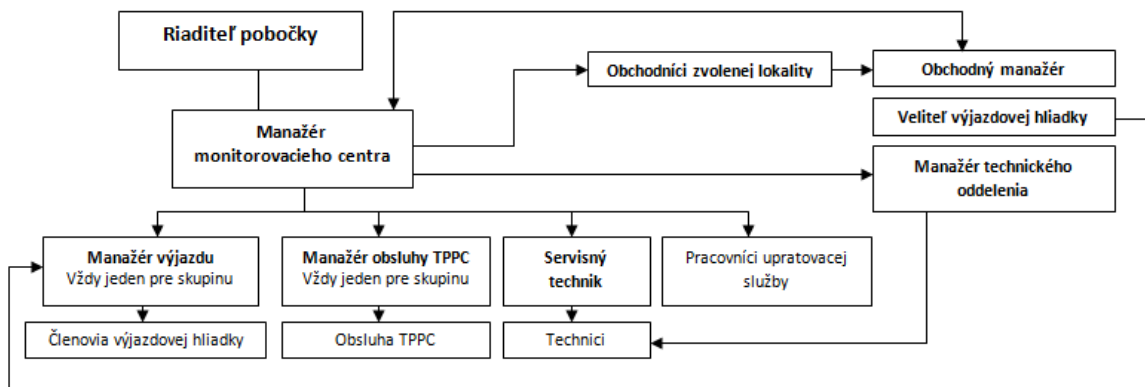 Riaditeľ pobočky
Obchodníci zvolenej lokality
Obchodný manažér
Veliteľ výjazdovej hliadky
Manažér
monitorovacieho centra
Manažér technického
oddelenia
Manažér výjazdu
Vždy jeden pre skupinu
Manažér obsluhy TPPC
Vždy jeden pre skupinu
Servisný
technik
Pracovníci upratovacej
služby
Členovia výjazdovej hliadky
Obsluha TPPC
Technici